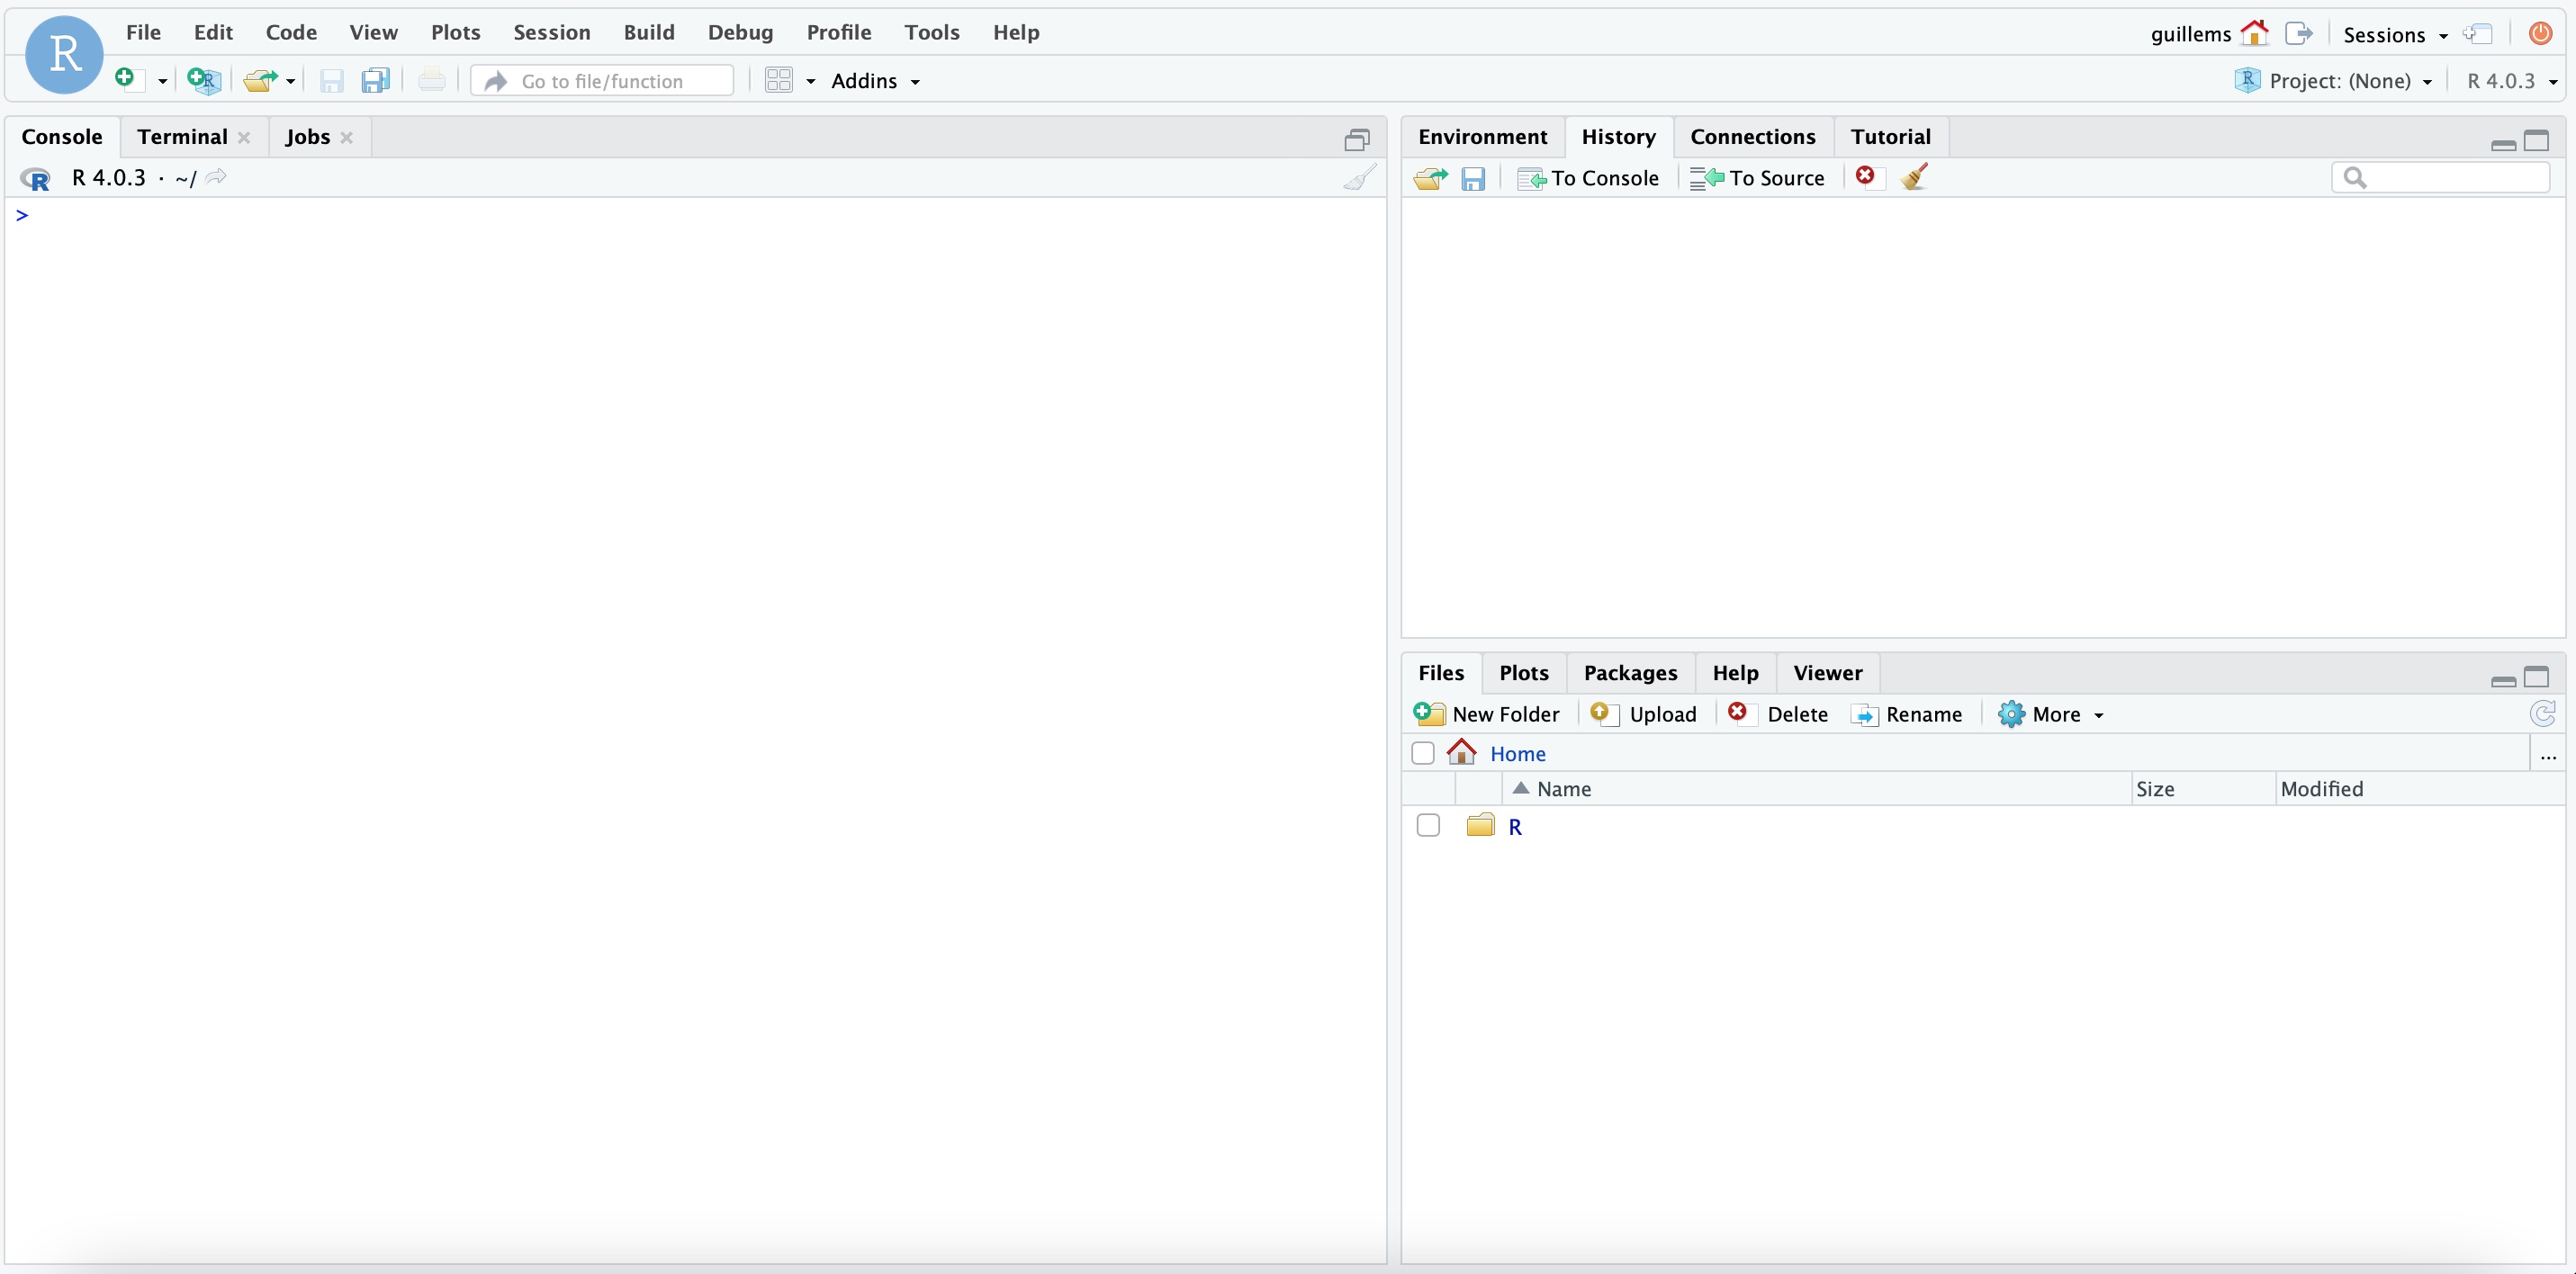 R
File Edit Code View Plots Session Build Debug Profile Tools Help
guillems Sessions
Go to file/function Addins
Project: (None) R 4.0.3
Console Terminal Jobs
R 4.0.3 · ~/
>
Environment History Connections Tutorial
To Console To Source
Files Plots Packages Help Viewer
New Folder Upload Delete Rename More
Home ...
Name Size Modified
R